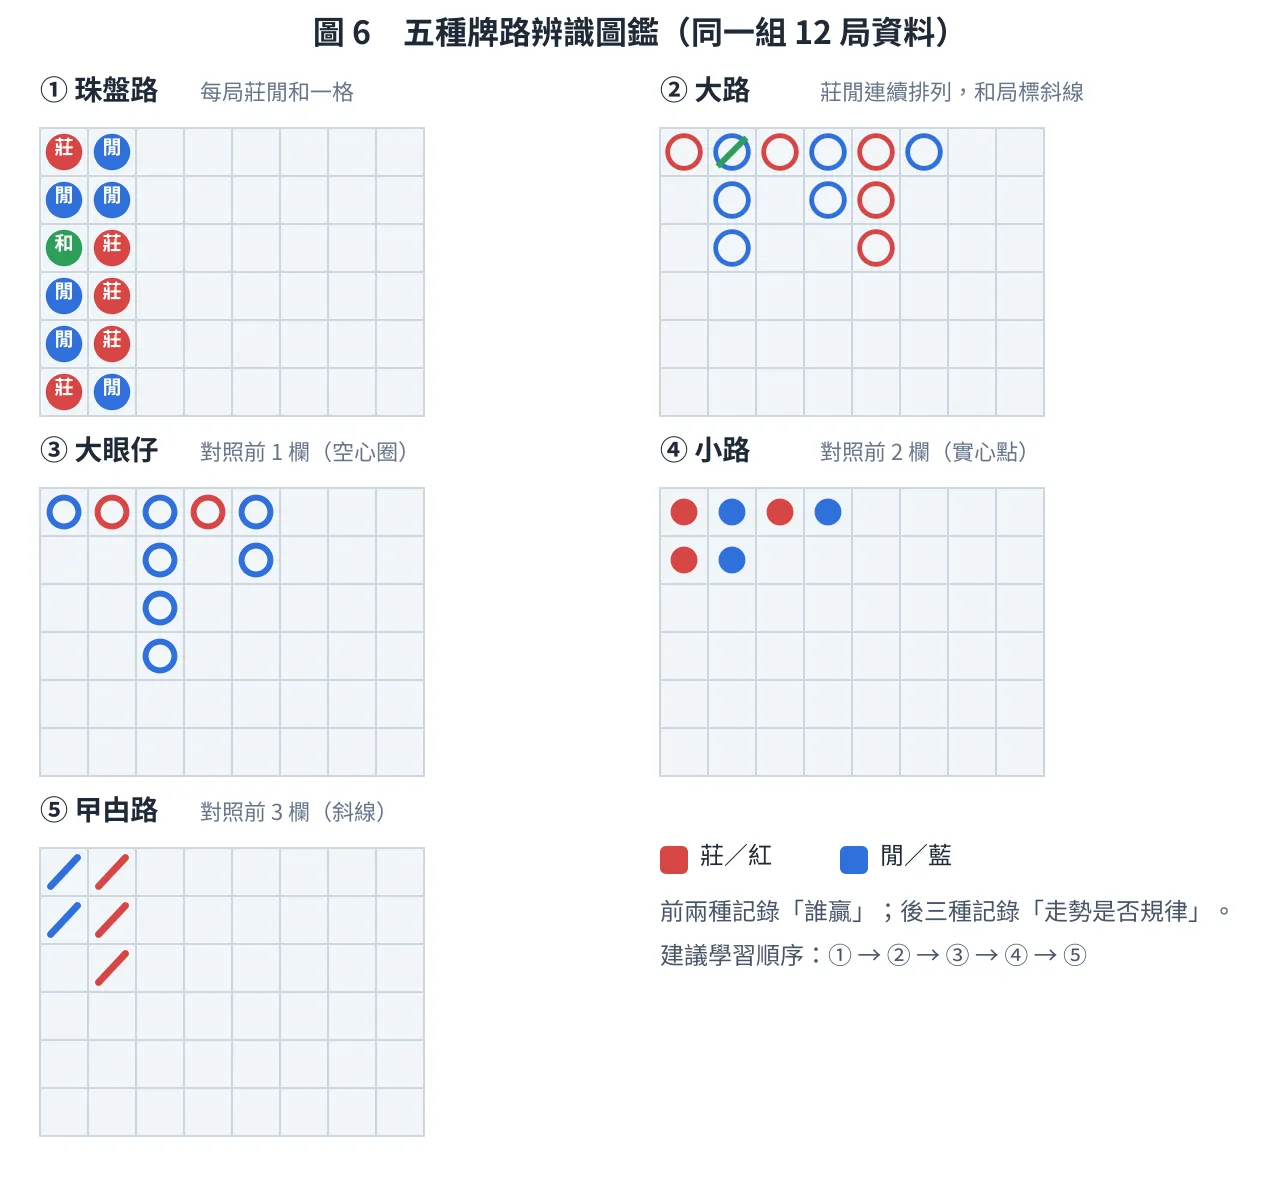 圖 6　五種牌路辨識圖鑑（同一組 12 局資料）
① 珠盤路　每局莊閒和一格
莊 閒
閒 閒
和 莊
閒 莊
閒 莊
莊 閒
② 大路　莊閒連續排列，和局標斜線
③ 大眼仔　對照前 1 欄（空心圈）
④ 小路　對照前 2 欄（實心點）
⑤ 曱甴路　對照前 3 欄（斜線）
莊／紅　閒／藍
前兩種記錄「誰贏」；後三種記錄「走勢是否規律」。
建議學習順序：① → ② → ③ → ④ → ⑤